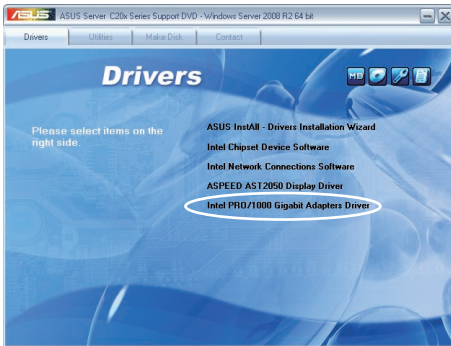 ASUS
ASUS Server C20x Series Support DVD - Windows Server 2008 R2 64 bit
Drivers
Utilities
Make Disk
Contact
Drivers
MB
Please select items on the
right side.
ASUS InstAll - Drivers Installation Wizard
Intel Chipset Device Software
Intel Network Connections Software
ASPEED AST2050 Display Driver
Intel PRO/1000 Gigabit Adapters Driver